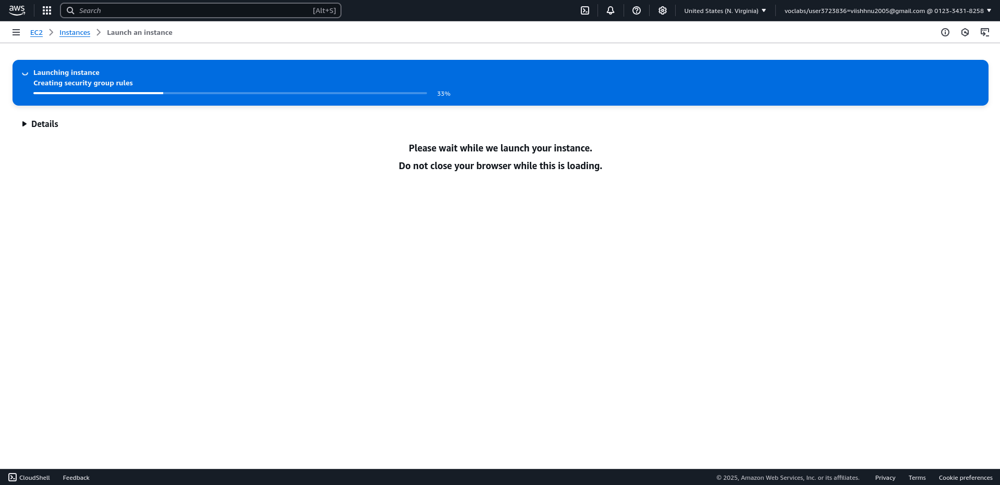 aws
Search [Alt+S]
United States (N. Virginia)
voclabs/user3723836=viishhnu2005@gmail.com @ 0123-3431-8258
EC2 Instances Launch an instance
Launching instance
Creating security group rules
33%
Details
Please wait while we launch your instance.
Do not close your browser while this is loading.
CloudShell Feedback © 2025, Amazon Web Services, Inc. or its affiliates. Privacy Terms Cookie preferences